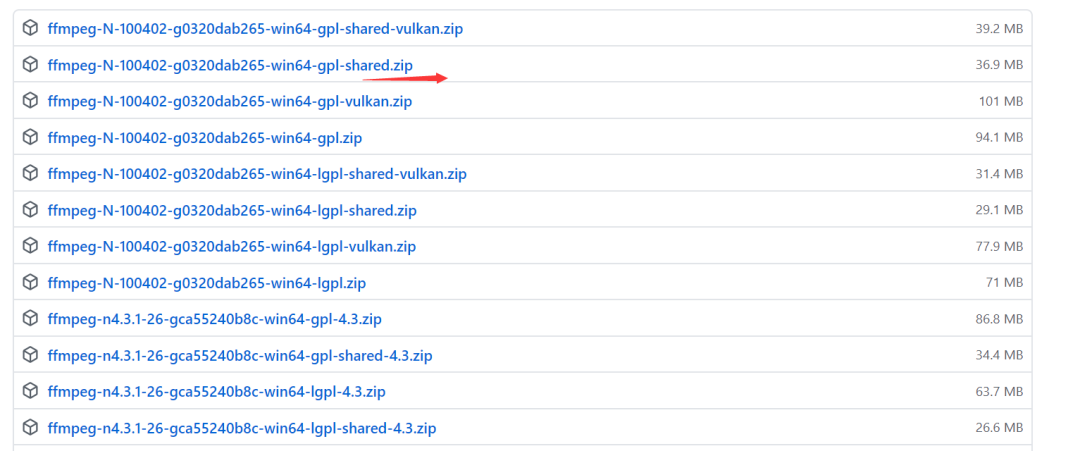 ffmpeg-N-100402-g0320dab265-win64-gpl-shared-vulkan.zip 39.2 MB
ffmpeg-N-100402-g0320dab265-win64-gpl-shared.zip 36.9 MB
ffmpeg-N-100402-g0320dab265-win64-gpl-vulkan.zip 101 MB
ffmpeg-N-100402-g0320dab265-win64-gpl.zip 94.1 MB
ffmpeg-N-100402-g0320dab265-win64-lgpl-shared-vulkan.zip 31.4 MB
ffmpeg-N-100402-g0320dab265-win64-lgpl-shared.zip 29.1 MB
ffmpeg-N-100402-g0320dab265-win64-lgpl-vulkan.zip 77.9 MB
ffmpeg-N-100402-g0320dab265-win64-lgpl.zip 71 MB
ffmpeg-n4.3.1-26-gca55240b8c-win64-gpl-4.3.zip 86.8 MB
ffmpeg-n4.3.1-26-gca55240b8c-win64-gpl-shared-4.3.zip 34.4 MB
ffmpeg-n4.3.1-26-gca55240b8c-win64-lgpl-4.3.zip 63.7 MB
ffmpeg-n4.3.1-26-gca55240b8c-win64-lgpl-shared-4.3.zip 26.6 MB